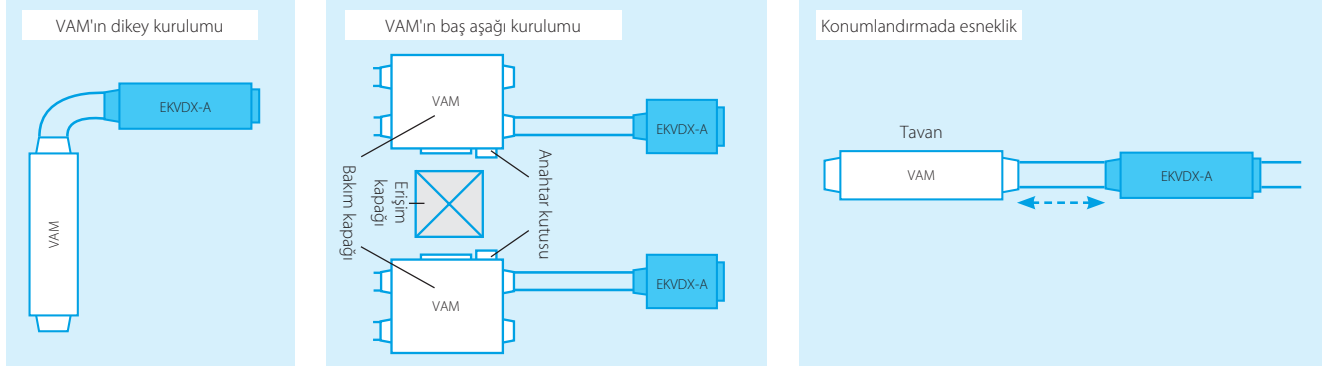 VAM'ın dikey kurulumu
EKVDX-A
VAM
VAM'ın baş aşağı kurulumu
VAM
EKVDX-A
Bakım kapağı
Erişim
kapağı
Anahtar kutusu
VAM
EKVDX-A
Konumlandırmada esneklik
Tavan
VAM
EKVDX-A